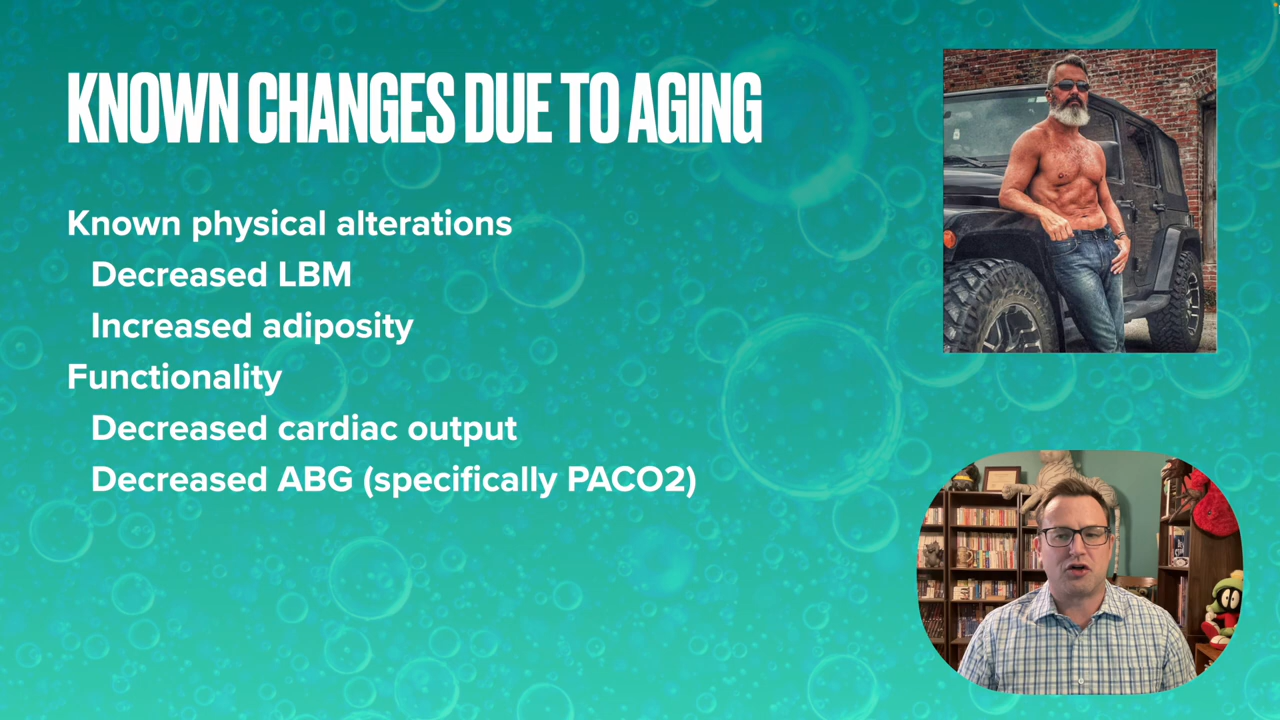 KNOWN CHANGES DUE TO AGING
Known physical alterations
Decreased LBM
Increased adiposity
Functionality
Decreased cardiac output
Decreased ABG (specifically PACO2)